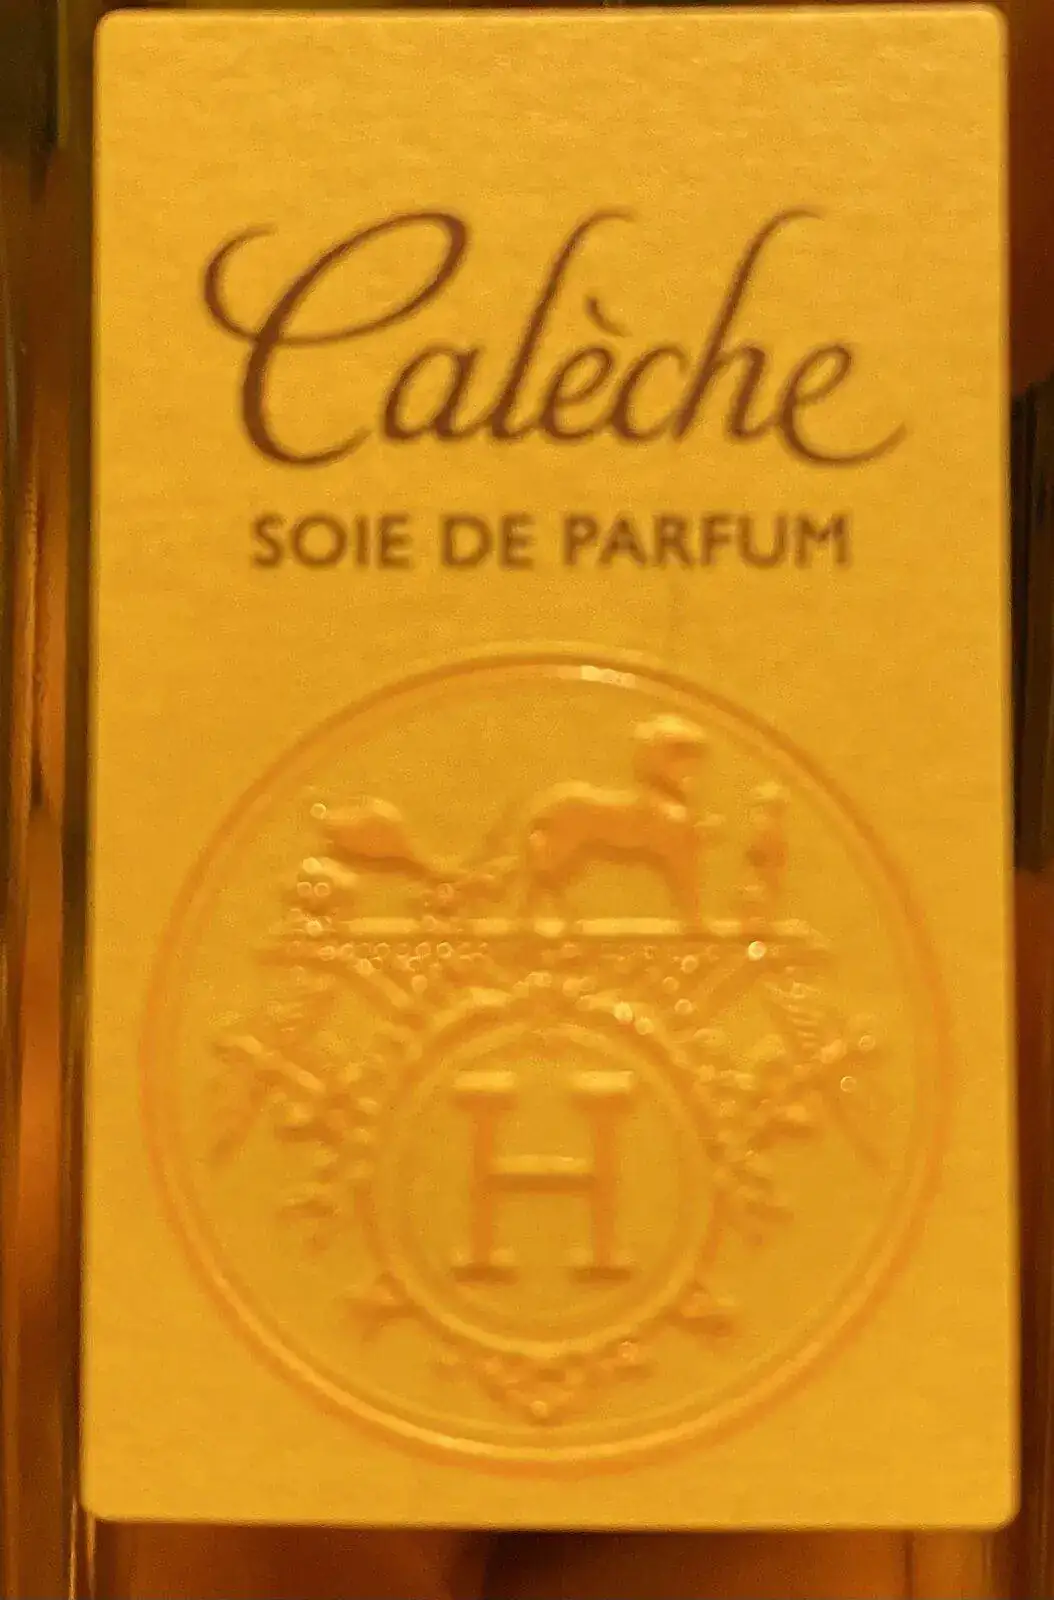 Calèche
SOIE DE PARFUM
H